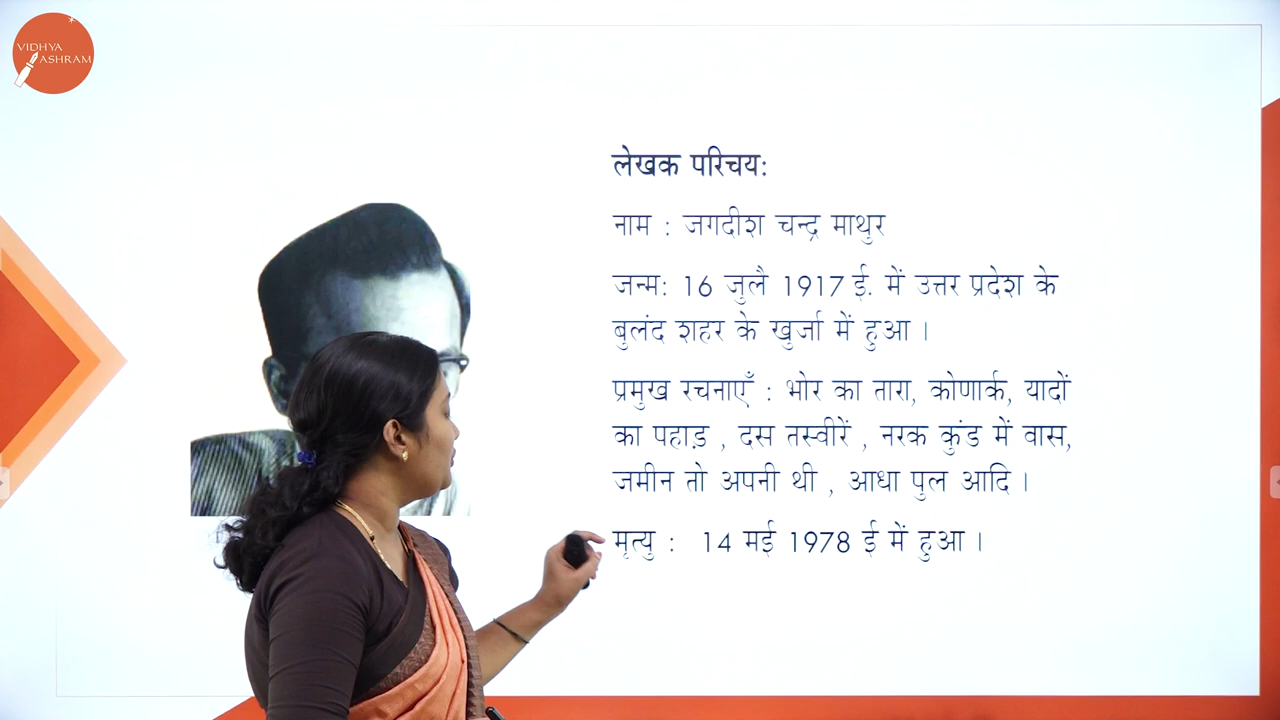 VIDHYA
ASHRAM
लेखक परिचय:
नाम : जगदीश चन्द्र माथुर
जन्म: 16 जुलै 1917 ई. में उत्तर प्रदेश के
बुलंद शहर के खुर्जा में हुआ ।
प्रमुख रचनाएँ : भोर का तारा, कोणार्क, यादों
का पहाड़ , दस तस्वीरें , नरक कुंड में वास,
जमीन तो अपनी थी , आधा पुल आदि ।
मृत्यु : 14 मई 1978 ई में हुआ ।